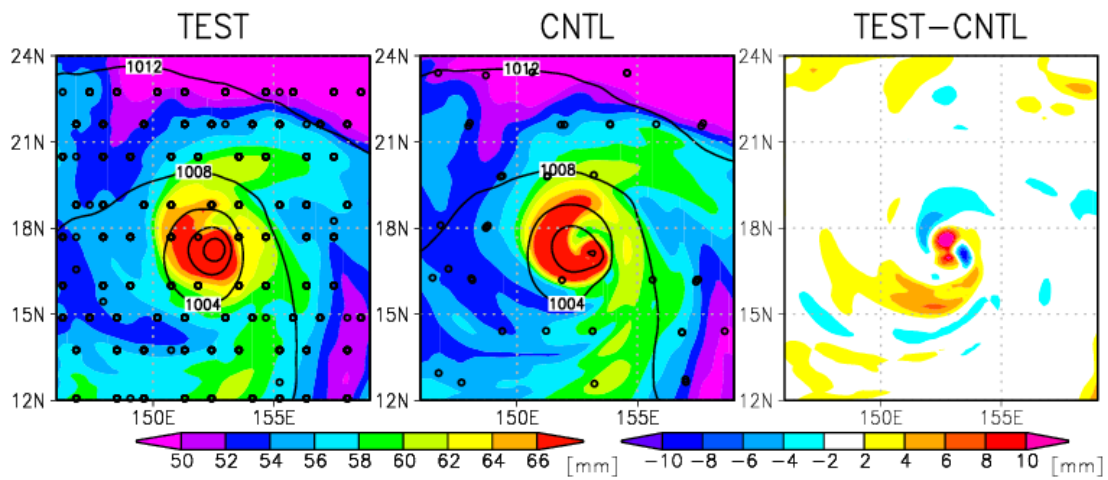 TEST CNTL TEST−CNTL
24N 24N 24N
1012 1012
21N 21N 21N
1008 1008
18N 18N 18N
1004 1004
15N 15N 15N
12N 12N 12N
150E 155E 150E 155E 150E 155E
50 52 54 56 58 60 62 64 66 [mm] −10 −8 −6 −4 −2 2 4 6 8 10 [mm]